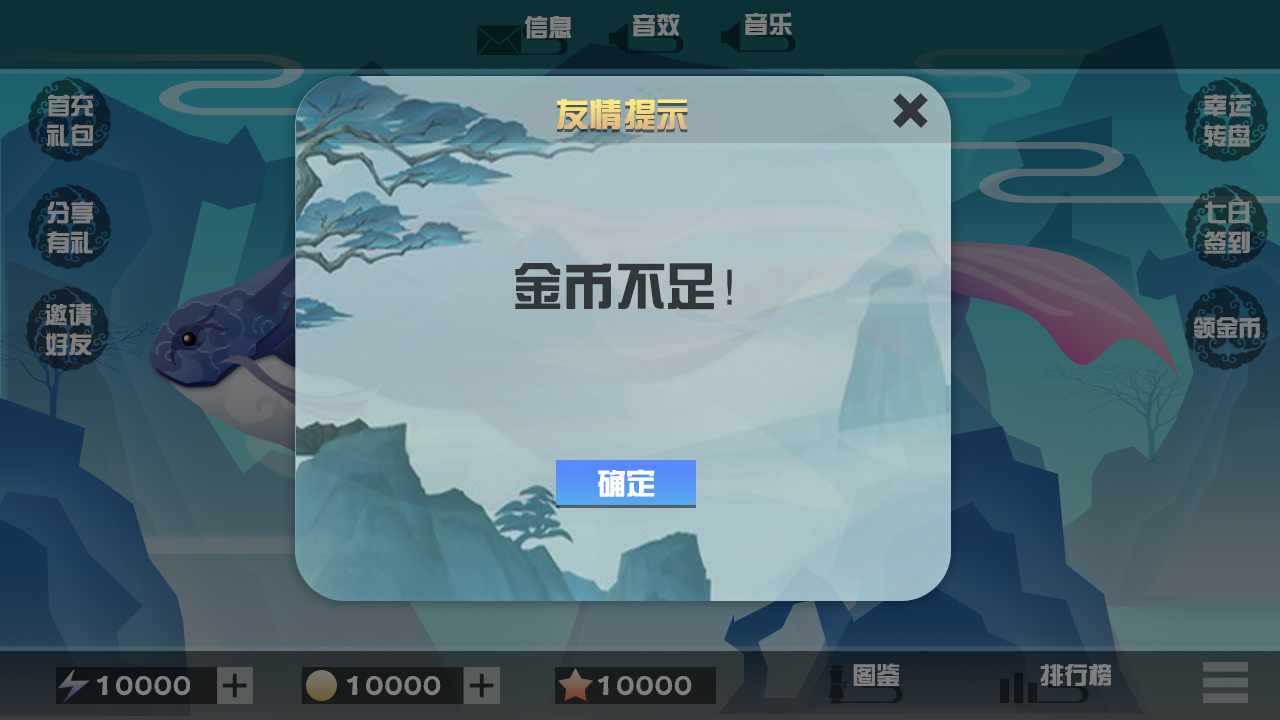 信息
音效
音乐
首充
礼包
分享
有礼
邀请
好友
友情提示
金币不足!
确定
幸运
转盘
七日
签到
领金币
10000
10000
10000
图鉴
排行榜